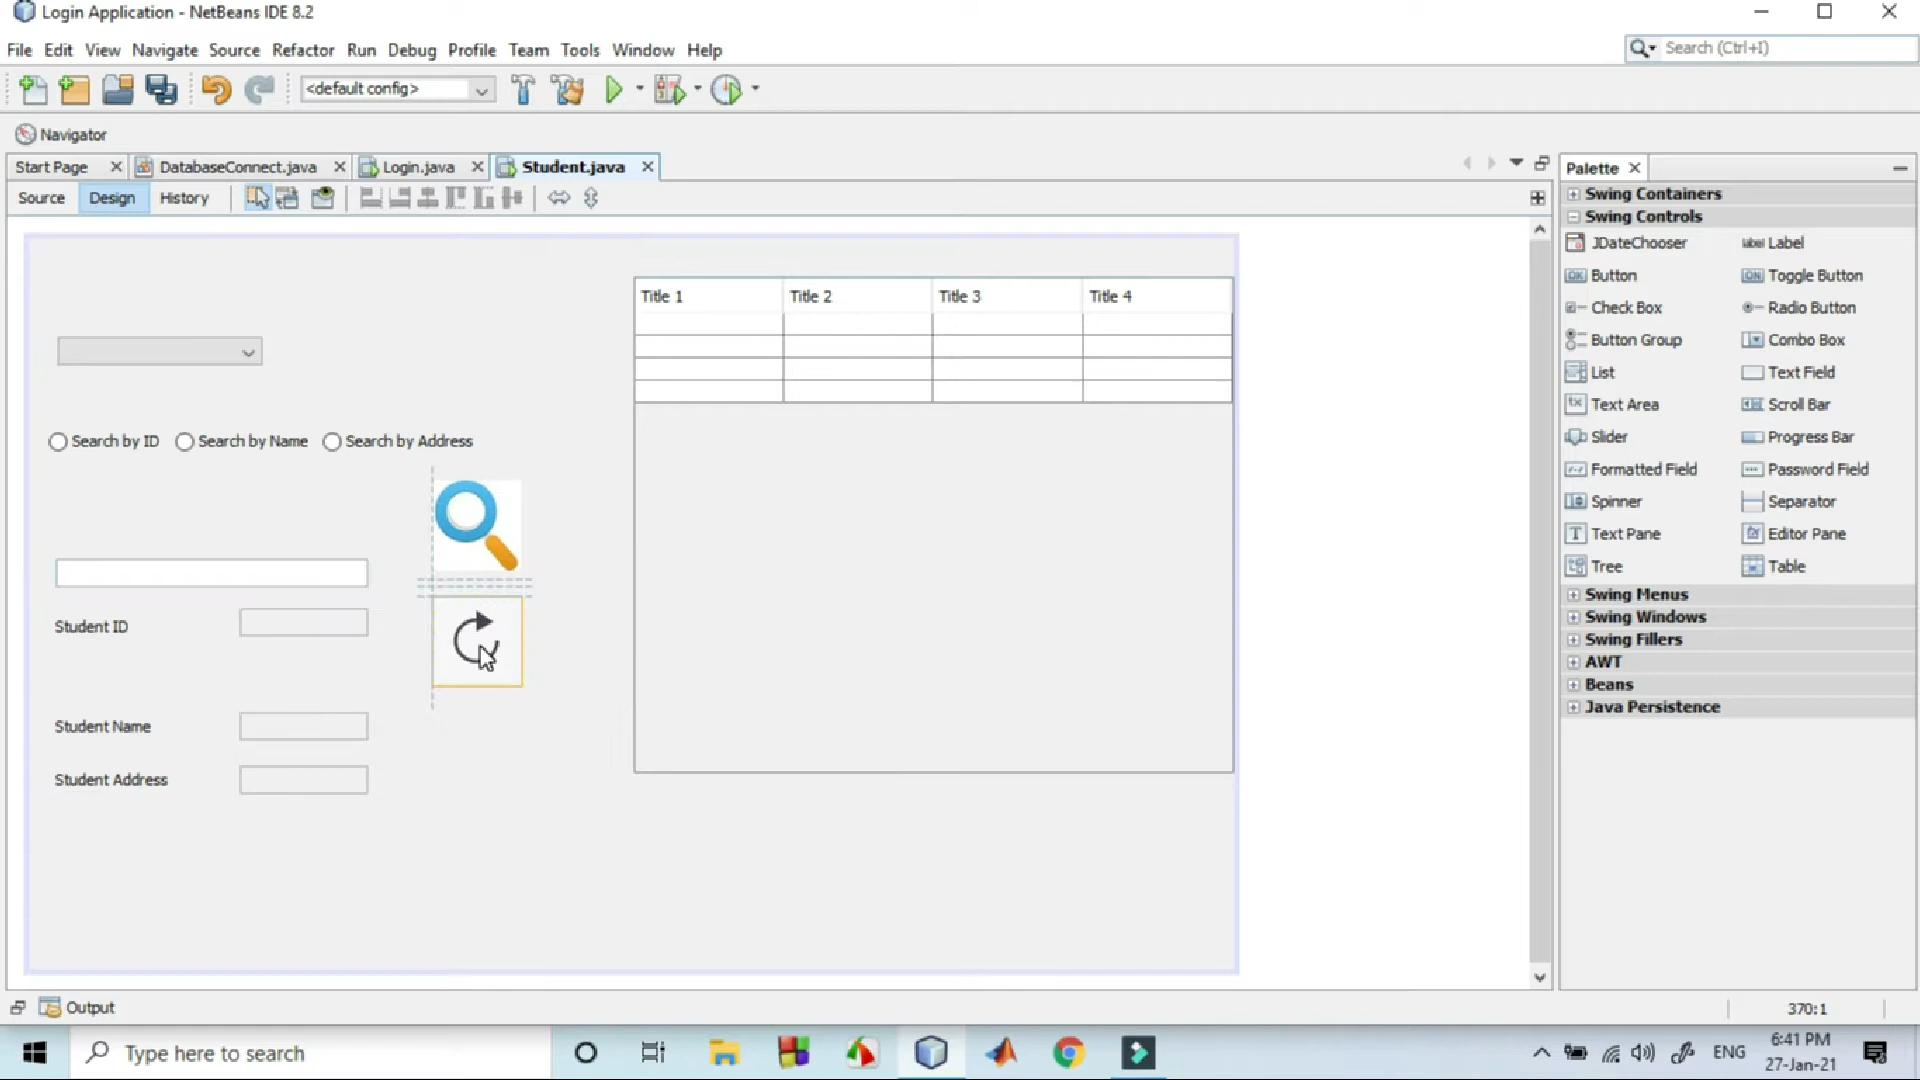 Login Application - NetBeans IDE 8.2
File Edit View Navigate Source Refactor Run Debug Profile Team Tools Window Help
Search (Ctrl+I)
<default config>
Navigator
Start Page DatabaseConnect.java Login.java Student.java
Palette
Source Design History
Swing Containers
Swing Controls
JDateChooser Label
Button Toggle Button
Check Box Radio Button
Button Group Combo Box
List Text Field
Text Area Scroll Bar
Slider Progress Bar
Formatted Field Password Field
Spinner Separator
Text Pane Editor Pane
Tree Table
Swing Menus
Swing Windows
Swing Fillers
AWT
Beans
Java Persistence
Title 1 Title 2 Title 3 Title 4
Search by ID Search by Name Search by Address
Student ID
Student Name
Student Address
Output
370:1
Type here to search
ENG
6:41 PM
27-Jan-21